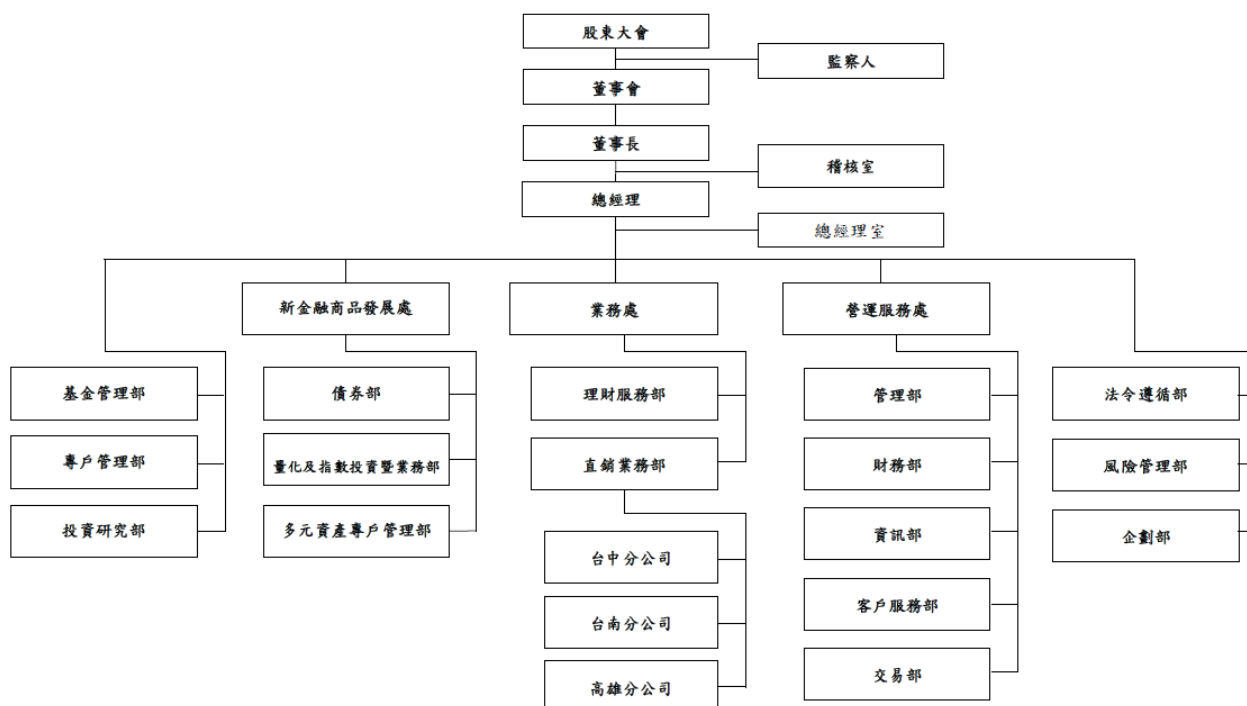 股東大會
監察人
董事會
董事長
稽核室
總經理
總經理室
新金融商品發展處
業務處
營運服務處
基金管理部
債券部
理財服務部
管理部
法令遵循部
專戶管理部
量化及指數投資暨業務部
直銷業務部
財務部
風險管理部
投資研究部
多元資產專戶管理部
資訊部
企劃部
台中分公司
客戶服務部
台南分公司
交易部
高雄分公司